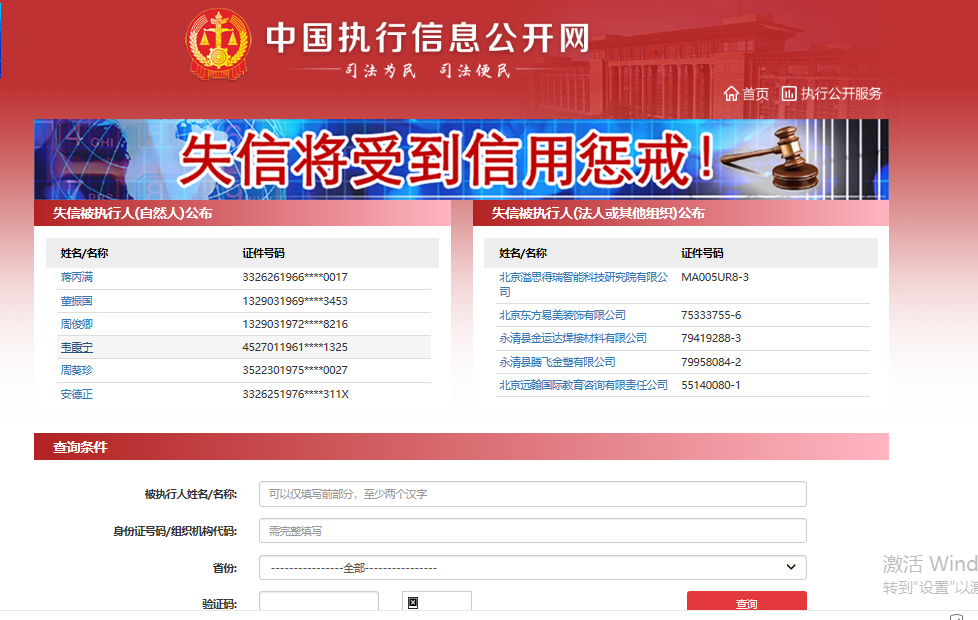 中国执行信息公开网
司法为民 司法便民
首页 执行公开服务
失信将受到信用惩戒!
失信被执行人(自然人)公布
姓名/名称 证件号码
蒋丙满 3326261966****0017
董振国 1329031969****3453
周俊卿 1329031972****8216
韦霞宁 4527011961****1325
周葵珍 3522301975****0027
安德正 3326251976****311X
失信被执行人(法人或其他组织)公布
姓名/名称 证件号码
北京溢思得瑞智能科技研究院有限公 MA005UR8-3
司
北京东方易美装饰有限公司 75333755-6
永清县金运达焊接材料有限公司 79419288-3
永清县腾飞金塑有限公司 79958084-2
北京远翰国际教育咨询有限责任公司 55140080-1
查询条件
被执行人姓名/名称: 可以仅填写前部分，至少两个汉字
身份证号码/组织机构代码: 需完整填写
省份: ----------------全部----------------
验证码: 查询
激活 Wind
转到"设置"以激